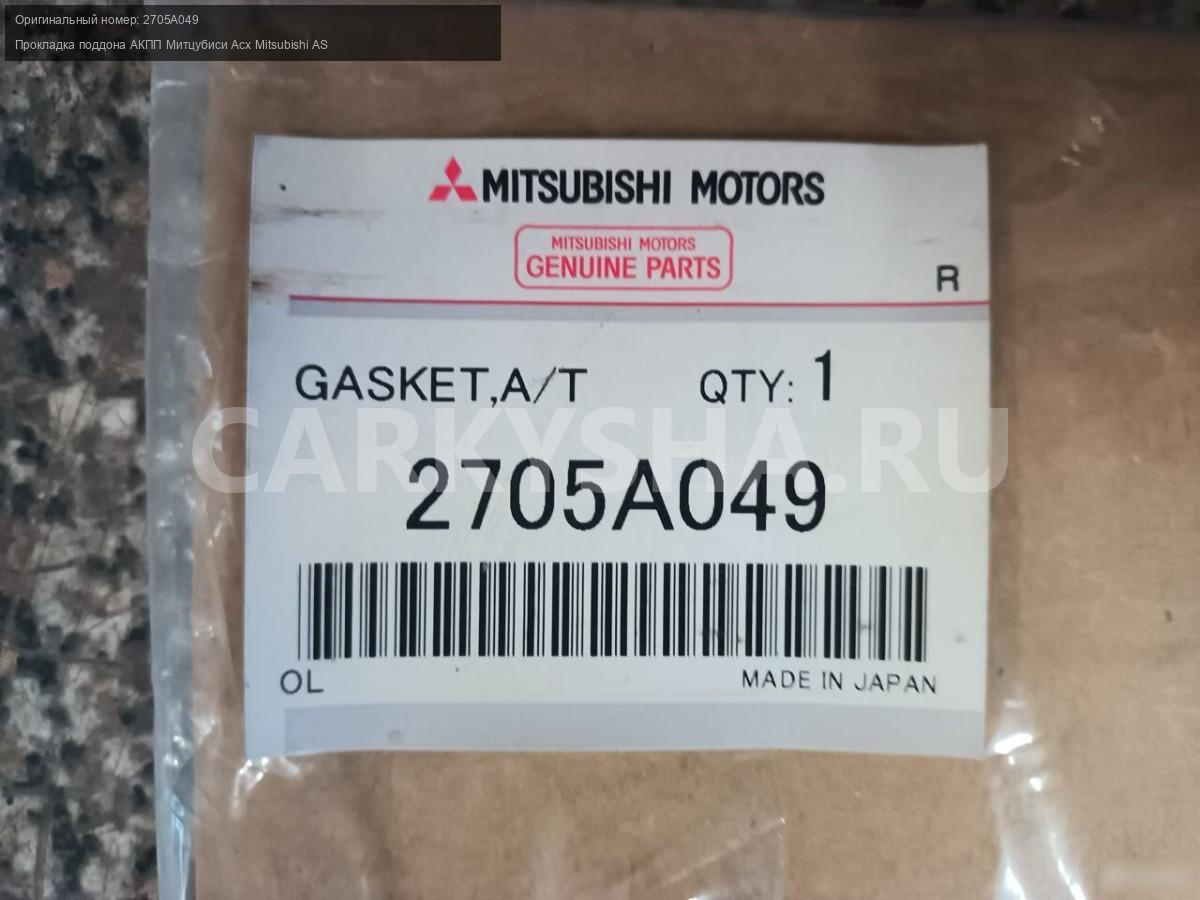 Оригинальный номер: 2705A049
Прокладка поддона АКПП Митцубиси Асх Mitsubishi AS
MITSUBISHI MOTORS
MITSUBISHI MOTORS
GENUINE PARTS
R
GASKET,A/T QTY: 1
CARKYSHA.RU
2705A049
OL MADE IN JAPAN